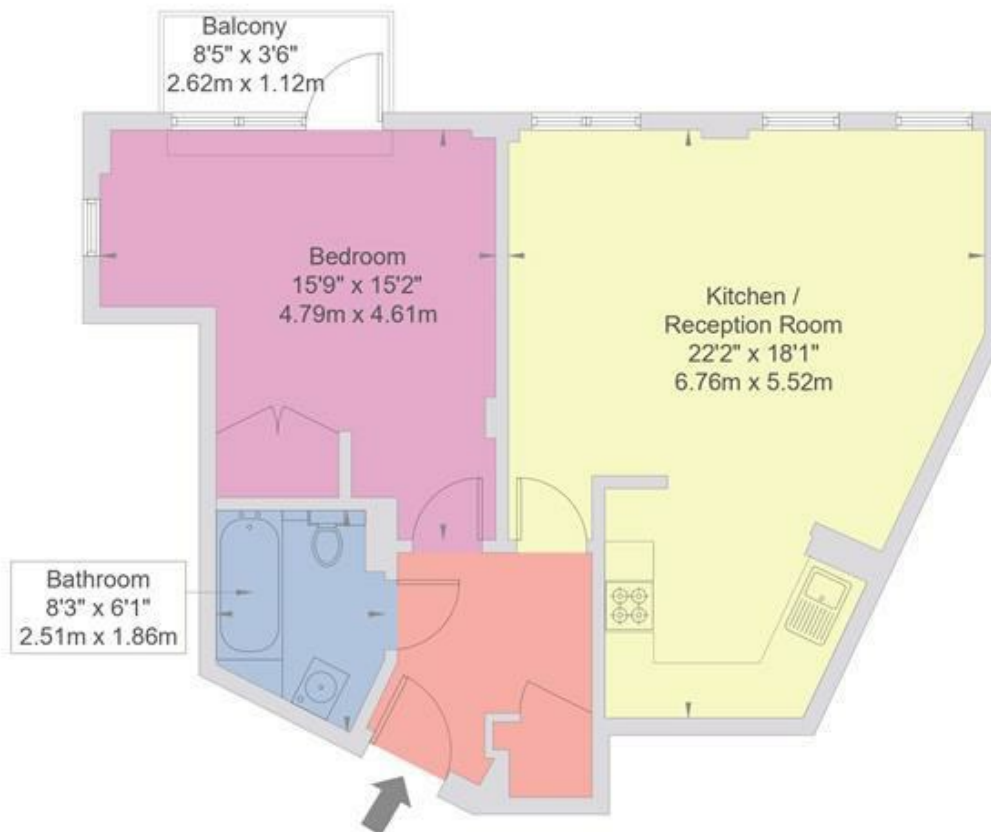 Balcony
8'5" x 3'6"
2.62m x 1.12m
Bedroom
15'9" x 15'2"
4.79m x 4.61m
Kitchen /
Reception Room
22'2" x 18'1"
6.76m x 5.52m
Bathroom
8'3" x 6'1"
2.51m x 1.86m